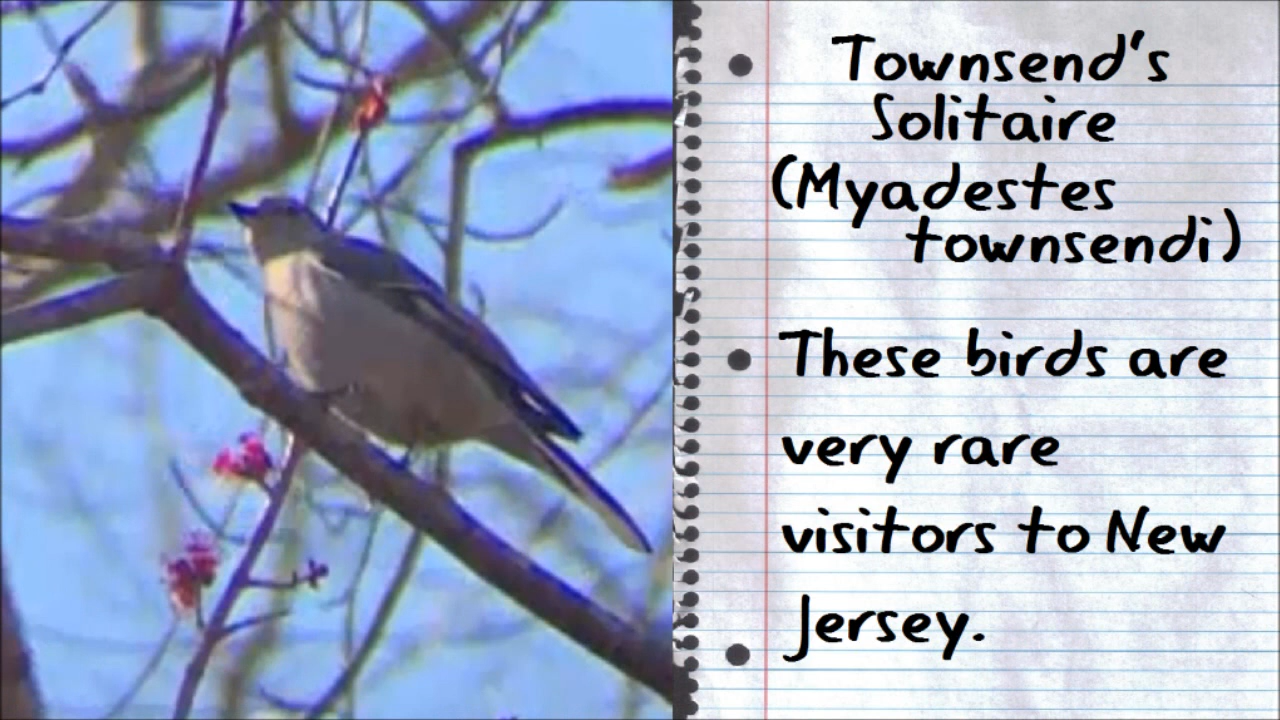 Townsend's
Solitaire
(Myadestes
townsendi)
These birds are
very rare
visitors to New
Jersey.